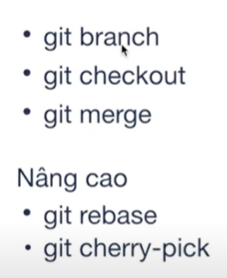 • git branch
• git checkout
• git merge
Nâng cao
• git rebase
• git cherry-pick